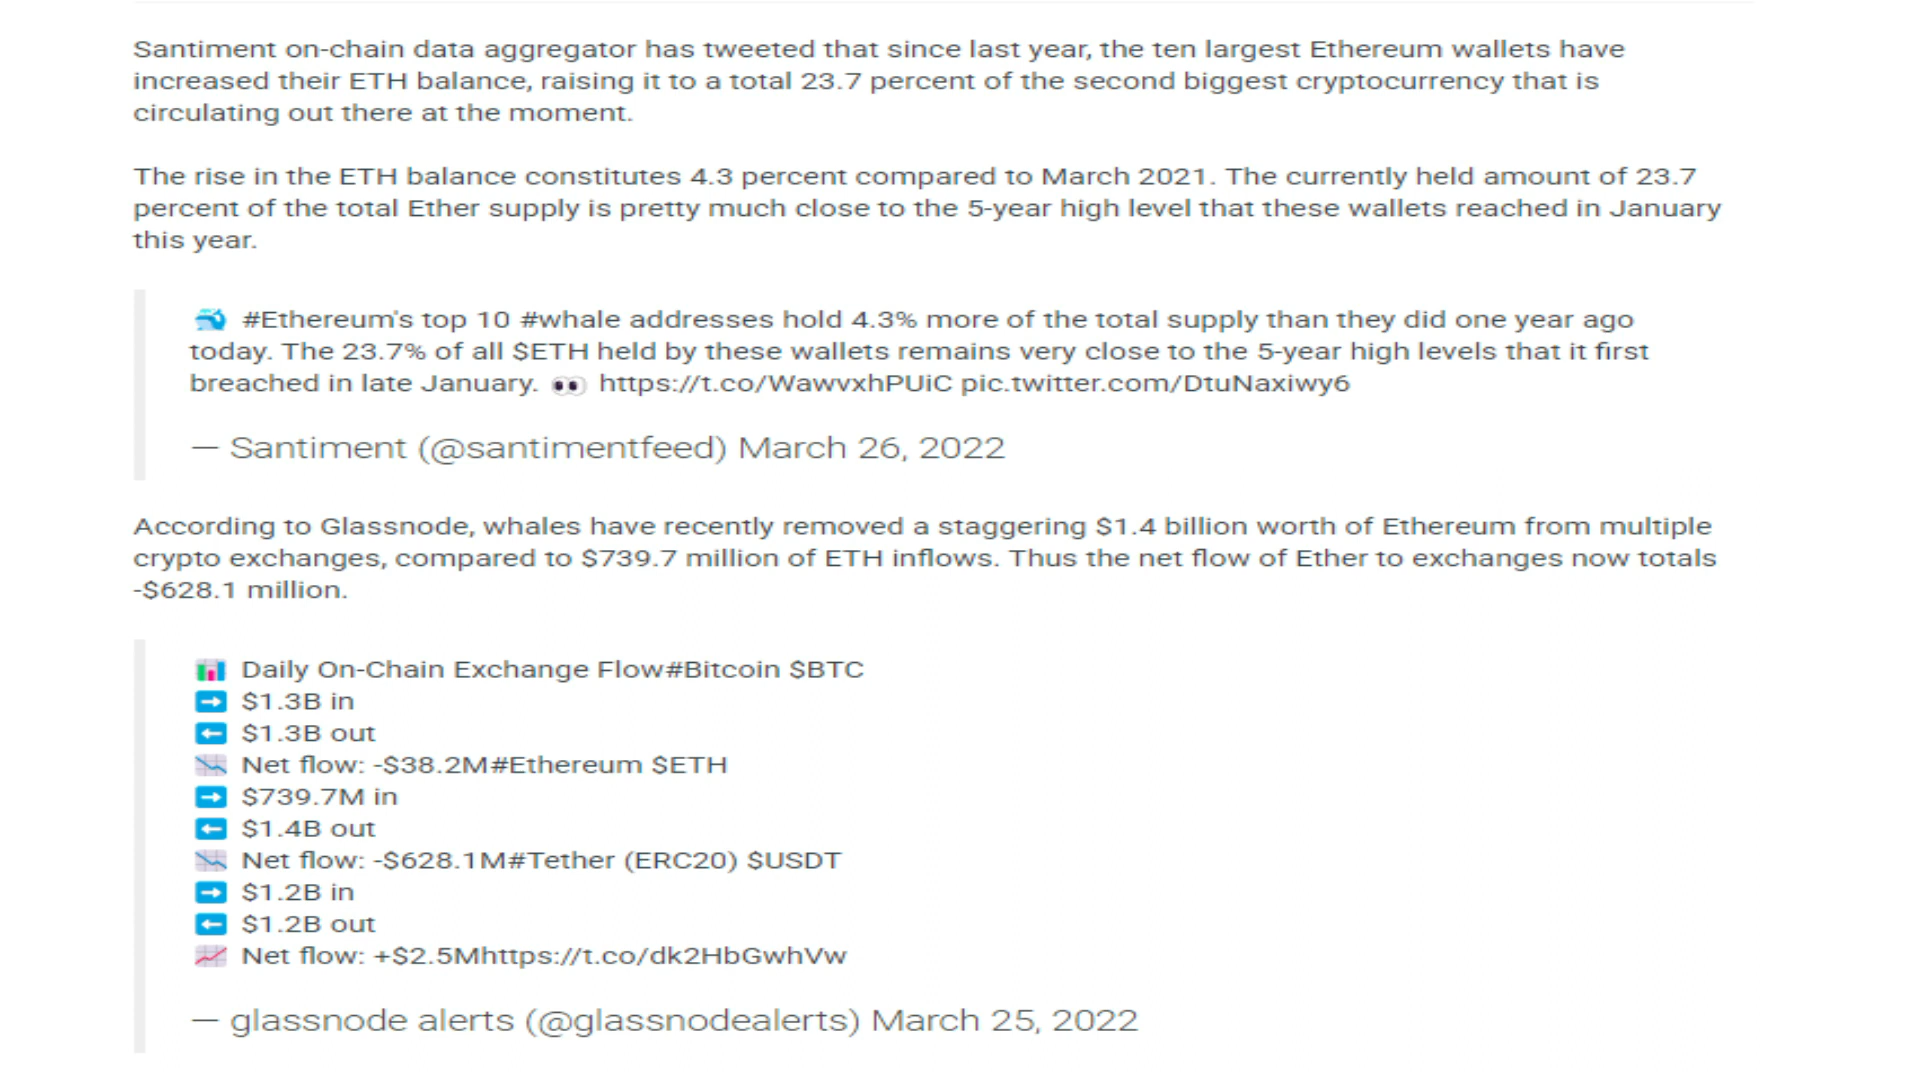 Santiment on-chain data aggregator has tweeted that since last year, the ten largest Ethereum wallets have
increased their ETH balance, raising it to a total 23.7 percent of the second biggest cryptocurrency that is
circulating out there at the moment.
The rise in the ETH balance constitutes 4.3 percent compared to March 2021. The currently held amount of 23.7
percent of the total Ether supply is pretty much close to the 5-year high level that these wallets reached in January
this year.
🐳 #Ethereum's top 10 #whale addresses hold 4.3% more of the total supply than they did one year ago
today. The 23.7% of all $ETH held by these wallets remains very close to the 5-year high levels that it first
breached in late January. 👀 https://t.co/WawvxhPUiC pic.twitter.com/DtuNaxiwy6
— Santiment (@santimentfeed) March 26, 2022
According to Glassnode, whales have recently removed a staggering $1.4 billion worth of Ethereum from multiple
crypto exchanges, compared to $739.7 million of ETH inflows. Thus the net flow of Ether to exchanges now totals
-$628.1 million.
📊 Daily On-Chain Exchange Flow#Bitcoin $BTC
➡️ $1.3B in
⬅️ $1.3B out
📉 Net flow: -$38.2M#Ethereum $ETH
➡️ $739.7M in
⬅️ $1.4B out
📉 Net flow: -$628.1M#Tether (ERC20) $USDT
➡️ $1.2B in
⬅️ $1.2B out
📈 Net flow: +$2.5Mhttps://t.co/dk2HbGwhVw
— glassnode alerts (@glassnodealerts) March 25, 2022